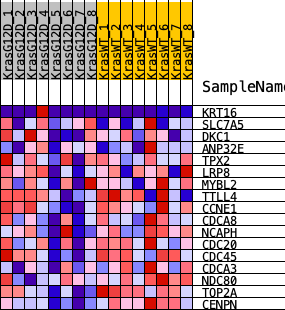 KrasG12D_1
KrasG12D_2
KrasG12D_3
KrasG12D_4
KrasG12D_5
KrasG12D_6
KrasG12D_7
KrasG12D_8
KrasWT_1
KrasWT_2
KrasWT_3
KrasWT_4
KrasWT_5
KrasWT_6
KrasWT_7
KrasWT_8
SampleName
KRT16
SLC7A5
DKC1
ANP32E
TPX2
LRP8
MYBL2
TTLL4
CCNE1
CDCA8
NCAPH
CDC20
CDC45
CDCA3
NDC80
TOP2A
CENPN